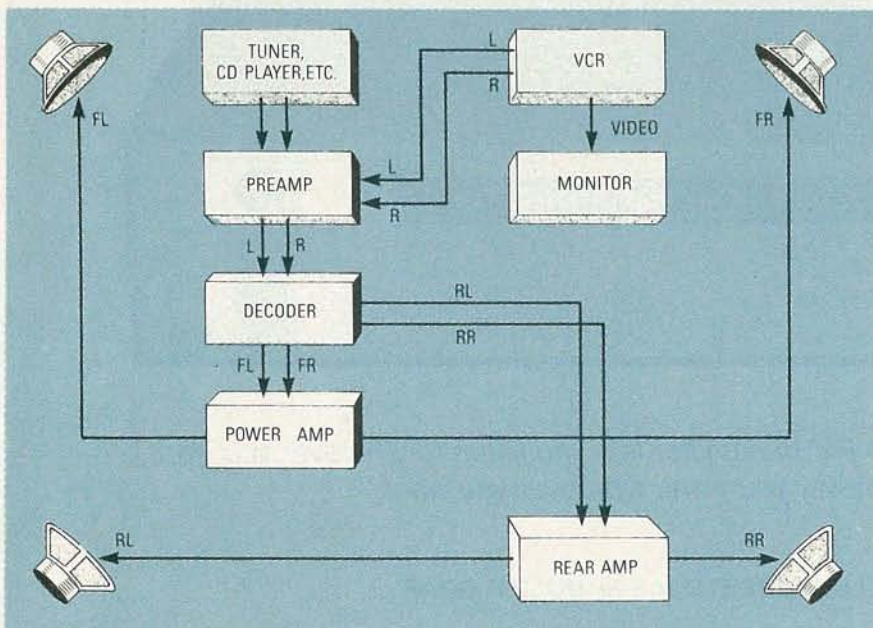 TUNER,
CD PLAYER, ETC.
L
R
VCR
FL
FR
VIDEO
L
R
PREAMP
MONITOR
L
R
DECODER
RL
RR
FL
FR
POWER AMP
RL
REAR AMP
RR